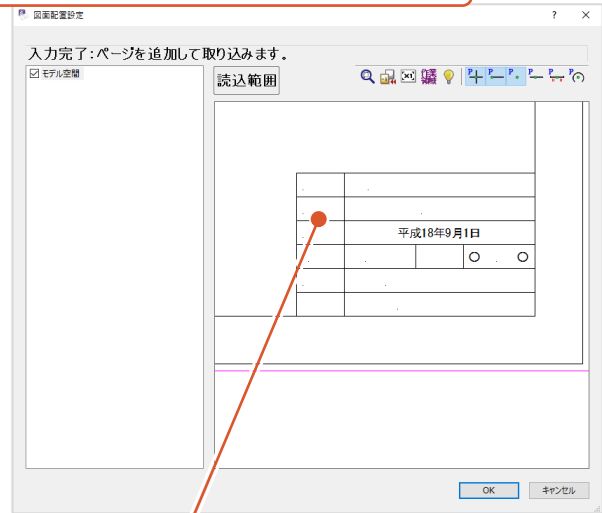 図面配置設定
入力完了:ページを追加して取り込みます。
モデル空間
読込範囲
平成18年9月1日
OK
キャンセル